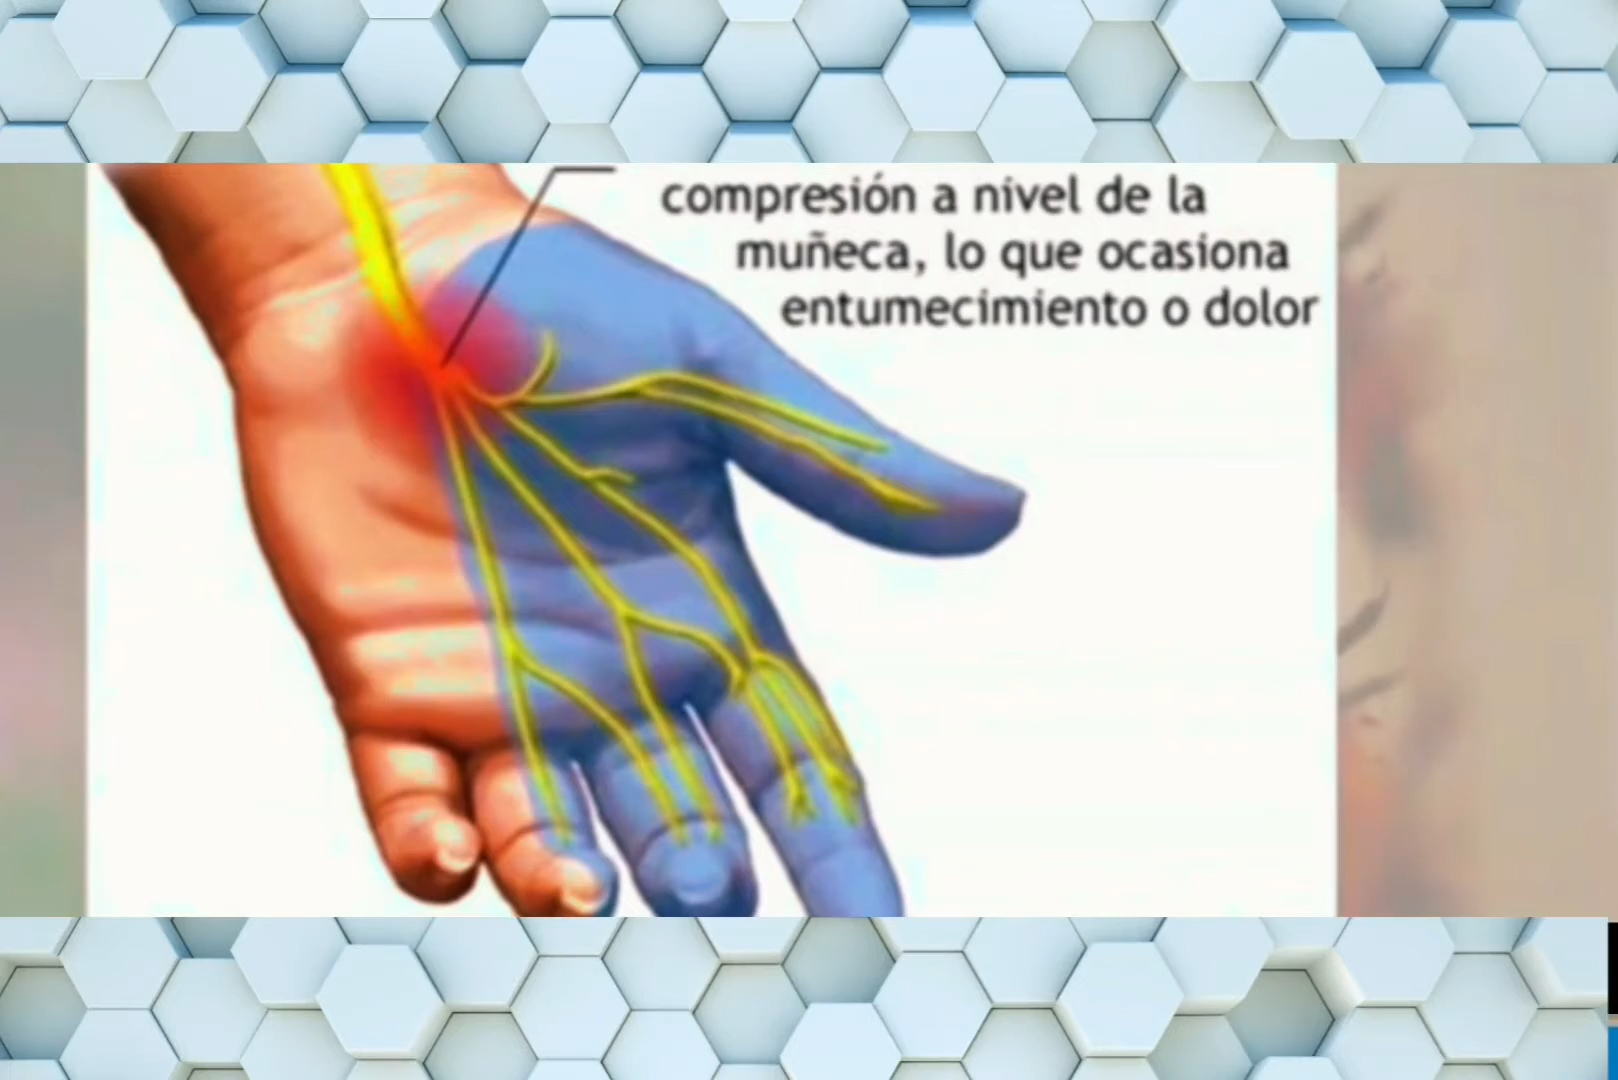 compresión a nivel de la
muñeca, lo que ocasiona
entumecimiento o dolor